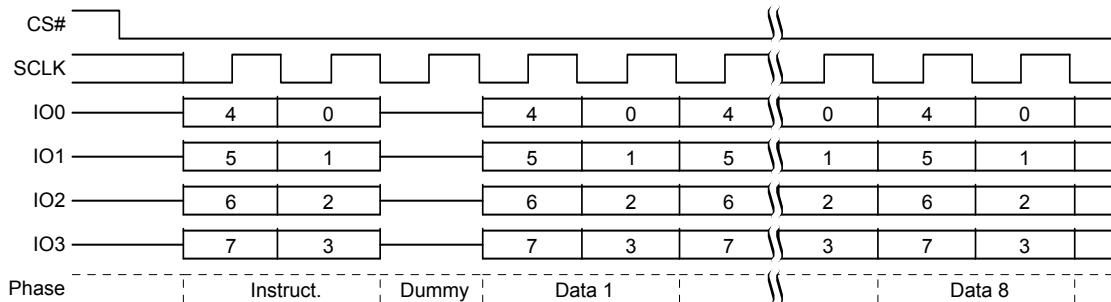 CS#
SCLK
IO0 4 0 4 0 4 0 4 0
IO1 5 1 5 1 5 1 5 1
IO2 6 2 6 2 6 2 6 2
IO3 7 3 7 3 7 3 7 3
Phase Instruct. Dummy Data 1 Data 8